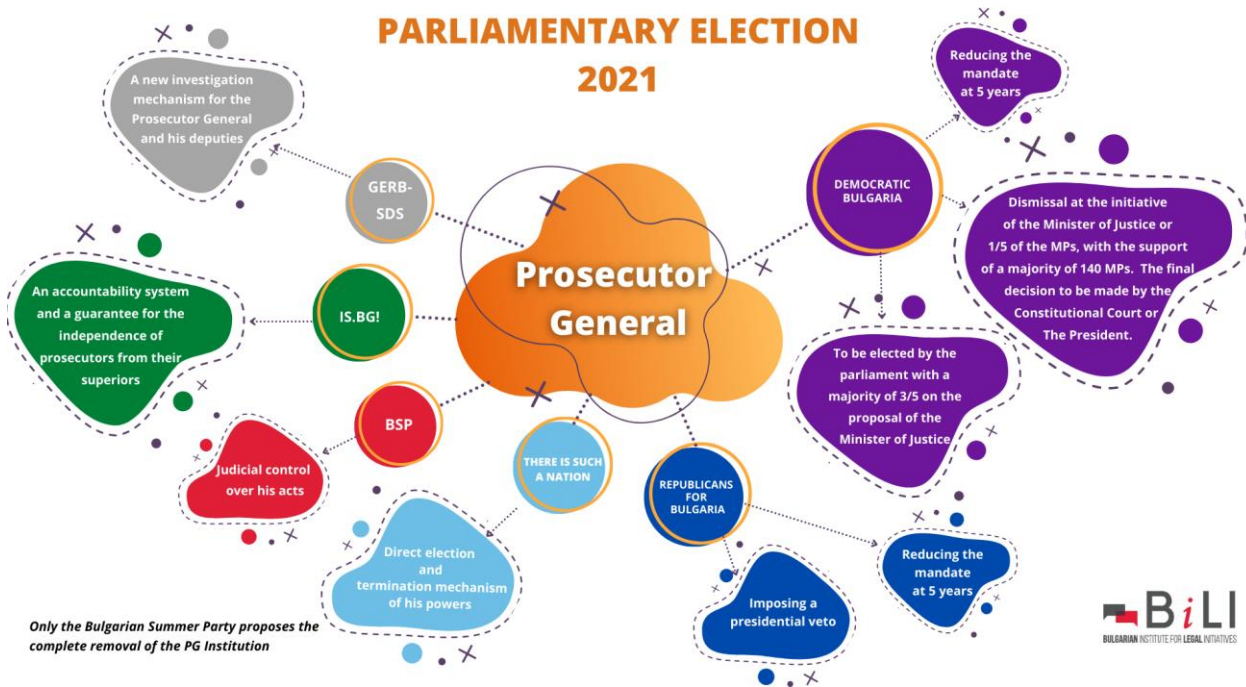 PARLIAMENTARY ELECTION
2021
A new investigation
mechanism for the
Prosecutor General
and his deputies
GERB-
SDS
An accountability system
and a guarantee for the
independence of
prosecutors from their
superiors
IS.BG!
Judicial control
over his acts
BSP
Direct election
and
termination mechanism
of his powers
THERE IS SUCH
A NATION
Prosecutor
General
REPUBLICANS
FOR
BULGARIA
Imposing a
presidential veto
Reducing the
mandate
at 5 years
DEMOCRATIC
BULGARIA
Reducing the
mandate
at 5 years
Dismissal at the initiative
of the Minister of Justice or
1/5 of the MPs, with the support
of a majority of 140 MPs. The final
decision to be made by the
Constitutional Court or
The President.
To be elected by the
parliament with a
majority of 3/5 on the
proposal of the
Minister of Justice
Only the Bulgarian Summer Party proposes the
complete removal of the PG Institution
BiLI
BULGARIAN INSTITUTE FOR LEGAL INITIATIVES